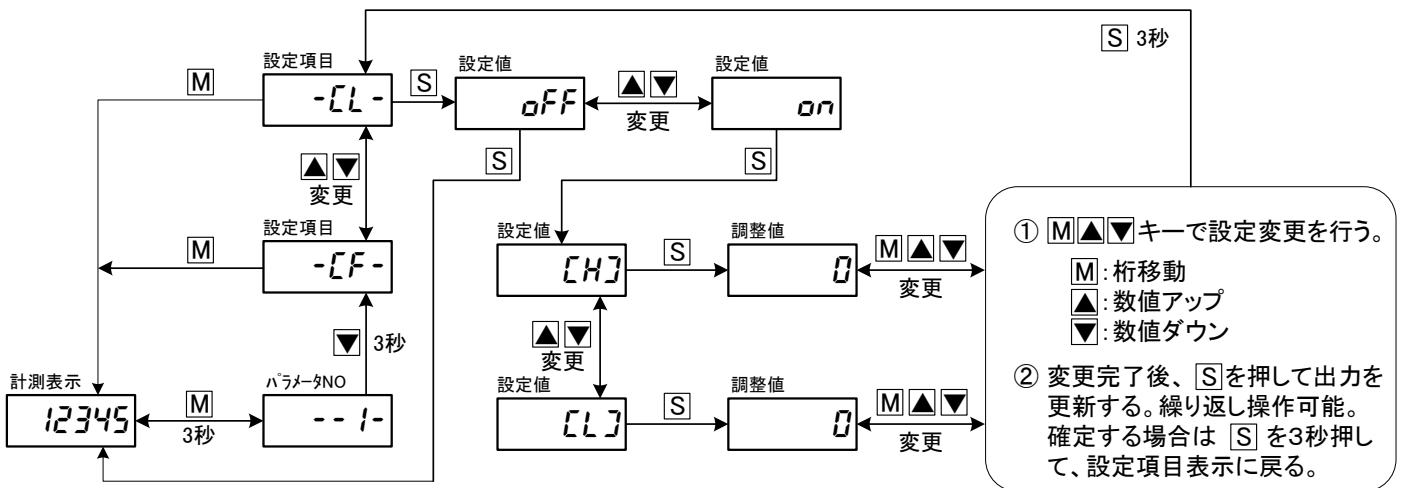 S 3秒
設定項目
設定値
設定値
M
-CL-
S
oFF
▲▼
on
変更
S
S
▲▼
変更
設定項目
M
-CF-
設定値
調整値
[H]
S
0
M▲▼
変更
▼ 3秒
▲▼
変更
計測表示
パラメータNO
設定値
調整値
12345
M
3秒
--1-
[L]
S
0
M▲▼
変更
① M▲▼キーで設定変更を行う。
M:桁移動
▲:数値アップ
▼:数値ダウン
② 変更完了後、Sを押して出力を
更新する。繰り返し操作可能。
確定する場合は S を3秒押し
て、設定項目表示に戻る。